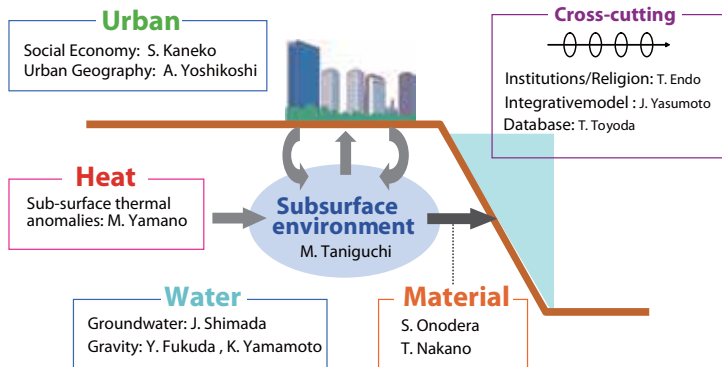 Urban
Social Economy: S. Kaneko
Urban Geography: A. Yoshikoshi
Cross-cutting
Institutions/Religion: T. Endo
Integrativemodel : J. Yasumoto
Database: T. Toyoda
Heat
Sub-surface thermal
anomalies: M. Yamano
Subsurface
environment
M. Taniguchi
Water
Groundwater: J. Shimada
Gravity: Y. Fukuda , K. Yamamoto
Material
S. Onodera
T. Nakano